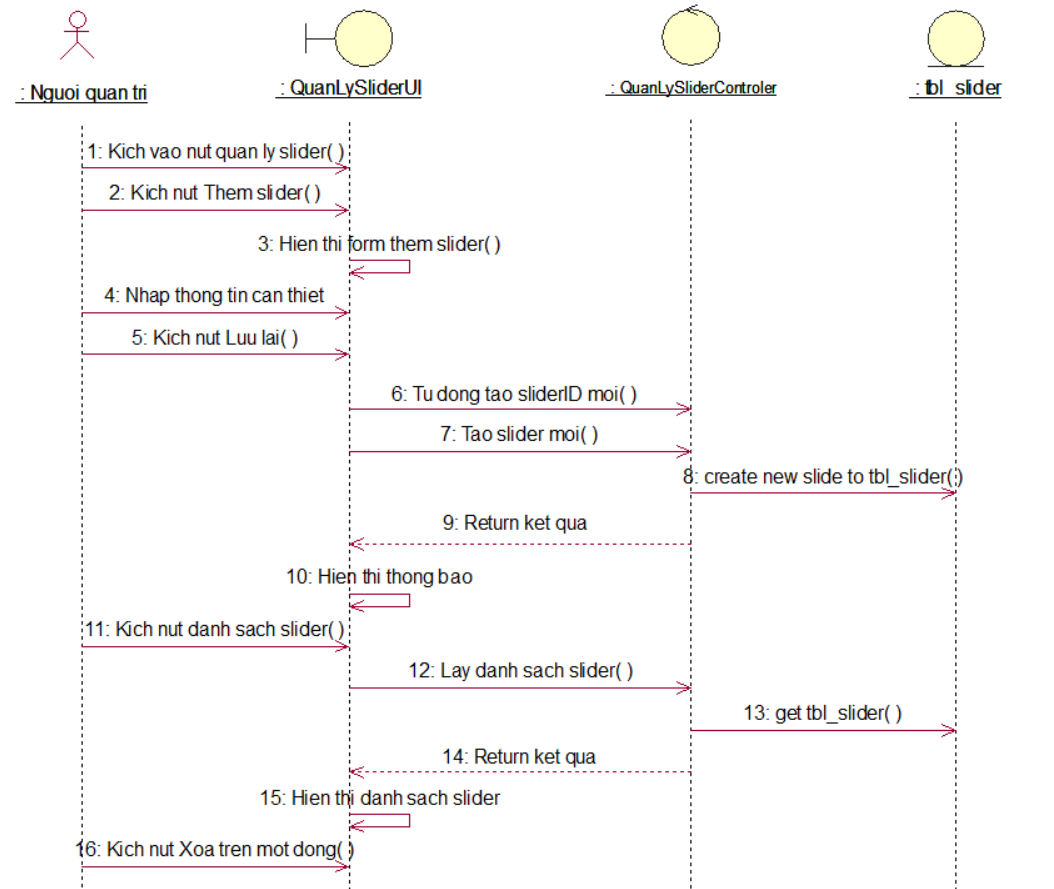 : Nguoi quan tri
: QuanLySliderUI
: QuanLySliderControler
: tbl_slider
1: Kich vao nut quan ly slider( )
2: Kich nut Them slider( )
3: Hien thi form them slider( )
4: Nhap thong tin can thiet
5: Kich nut Luu lai( )
6: Tu dong tao sliderID moi( )
7: Tao slider moi( )
8: create new slide to tbl_slider( )
9: Return ket qua
10: Hien thi thong bao
11: Kich nut danh sach slider( )
12: Lay danh sach slider( )
13: get tbl_slider( )
14: Return ket qua
15: Hien thi danh sach slider
16: Kich nut Xoa tren mot dong( )